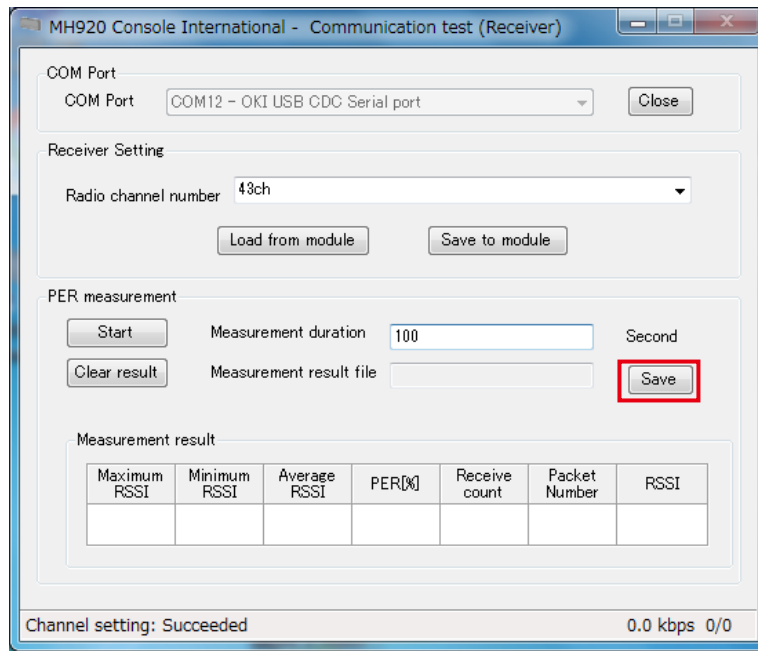 MH920 Console International - Communication test (Receiver)
COM Port
COM Port COM12 - OKI USB CDC Serial port Close
Receiver Setting
Radio channel number 43ch
Load from module Save to module
PER measurement
Start Measurement duration 100 Second
Clear result Measurement result file Save
Measurement result
Maximum RSSI Minimum RSSI Average RSSI PER[%] Receive count Packet Number RSSI
Channel setting: Succeeded 0.0 kbps 0/0